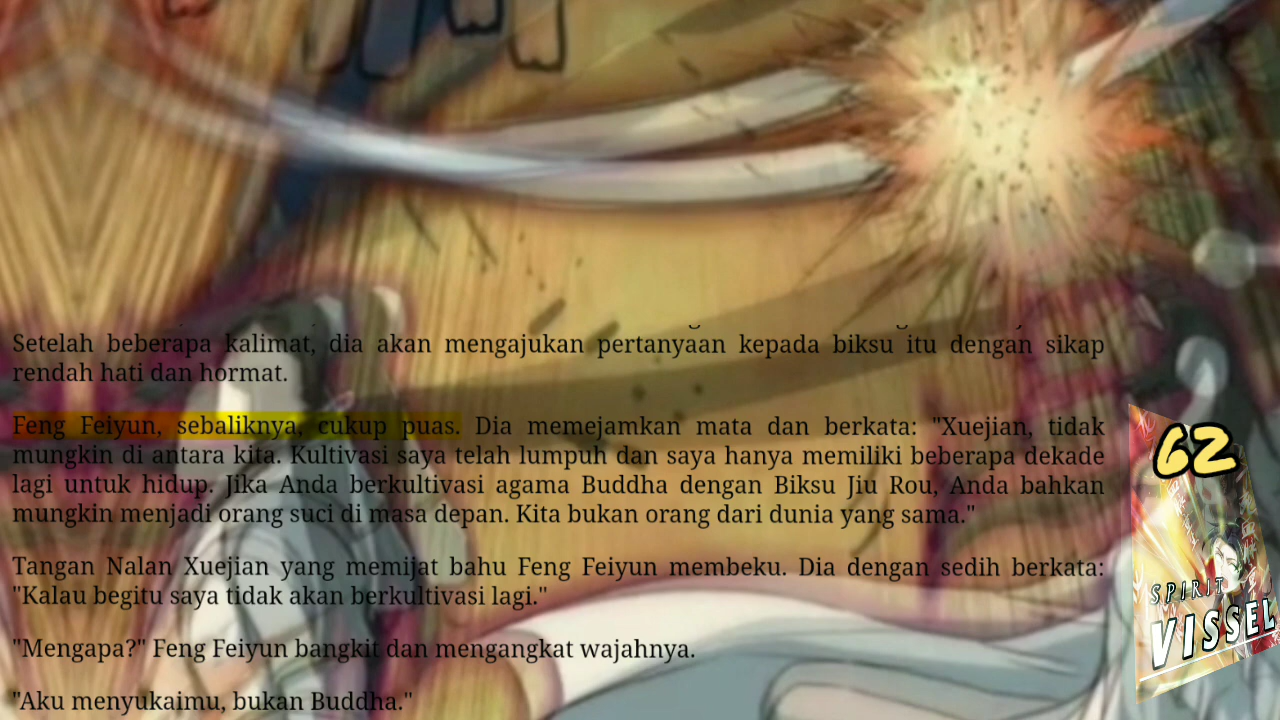 Setelah beberapa kalimat, dia akan mengajukan pertanyaan kepada biksu itu dengan sikap
rendah hati dan hormat.
Feng Feiyun, sebaliknya, cukup puas. Dia memejamkan mata dan berkata: "Xuejian, tidak
mungkin di antara kita. Kultivasi saya telah lumpuh dan saya hanya memiliki beberapa dekade
lagi untuk hidup. Jika Anda berkultivasi agama Buddha dengan Biksu Jiu Rou, Anda bahkan
mungkin menjadi orang suci di masa depan. Kita bukan orang dari dunia yang sama."
Tangan Nalan Xuejian yang memijat bahu Feng Feiyun membeku. Dia dengan sedih berkata:
"Kalau begitu saya tidak akan berkultivasi lagi."
"Mengapa?" Feng Feiyun bangkit dan mengangkat wajahnya.
"Aku menyukaimu, bukan Buddha."
62
SPIRIT
VISSEL